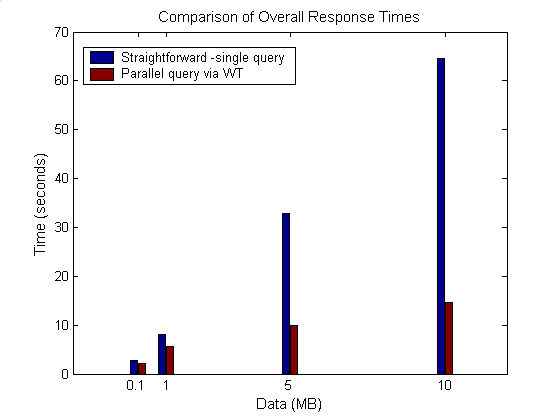 Comparison of Overall Response Times
70
60
50
40
30
20
10
0
Time (seconds)
Straightforward -single query
Parallel query via WT
0.1 1 5 10
Data (MB)